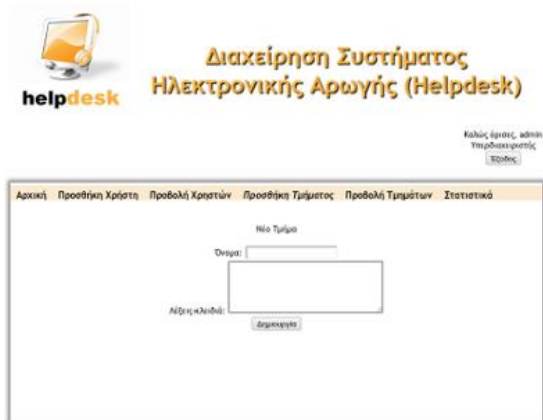 helpdesk
Διαχείρηση Συστήματος
Ηλεκτρονικής Αρωγής (Helpdesk)
Καλώς όρισες, admin
Υπερδιαχειριστής
Έξοδος
Αρχική Προσθήκη Χρήστη Προβολή Χρηστών Προσθήκη Τμήματος Προβολή Τμημάτων Στατιστικά
Νέο Τμήμα
Όνομα:
Λέξεις-κλειδιά:
Δημιουργία